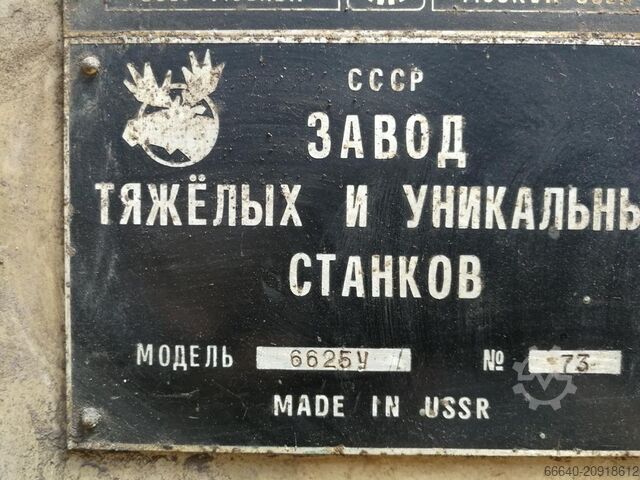 СССР
ЗАВОД
ТЯЖЁЛЫХ И УНИКАЛЬНЫ
СТАНКОВ
МОДЕЛЬ 6625У № 73
MADE IN USSR
66640-20918612